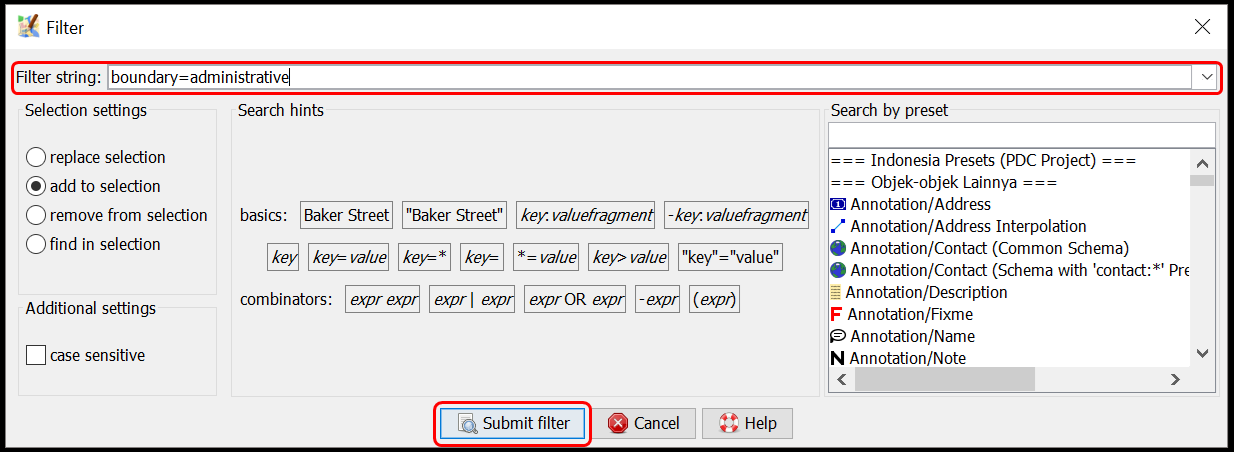 Filter
Filter string: boundary=administrative
Selection settings
replace selection
add to selection
remove from selection
find in selection
Additional settings
case sensitive
Search hints
basics: Baker Street "Baker Street" key:valuefragment -key:valuefragment
key key=value key=* key= *=value key>value "key"="value"
combinators: expr expr expr | expr expr OR expr -expr (expr)
Search by preset
=== Indonesia Presets (PDC Project) ===
=== Objek-objek Lainnya ===
Annotation/Address
Annotation/Address Interpolation
Annotation/Contact (Common Schema)
Annotation/Contact (Schema with 'contact:*' Pre
Annotation/Description
Annotation/Fixme
Annotation/Name
Annotation/Note
Submit filter Cancel Help